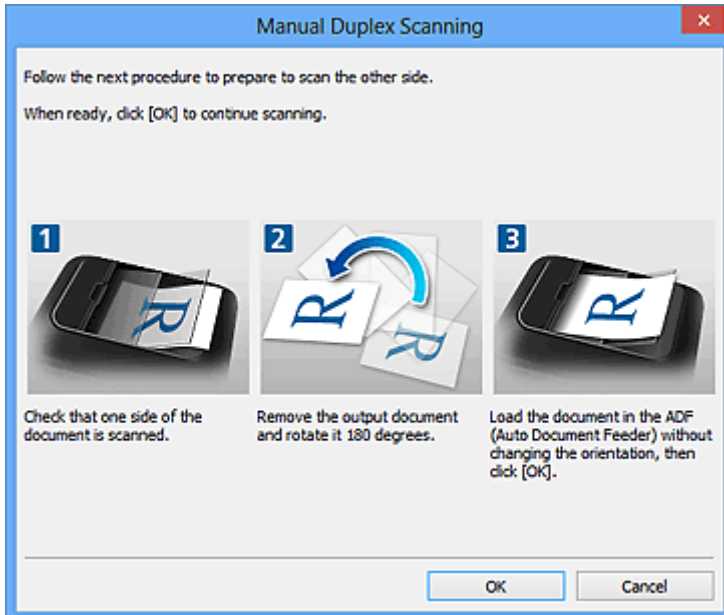 Manual Duplex Scanning
Follow the next procedure to prepare to scan the other side.
When ready, click [OK] to continue scanning.
1
2
3
R
R
R
R
Check that one side of the
document is scanned.
Remove the output document
and rotate it 180 degrees.
Load the document in the ADF
(Auto Document Feeder) without
changing the orientation, then
click [OK].
OK
Cancel